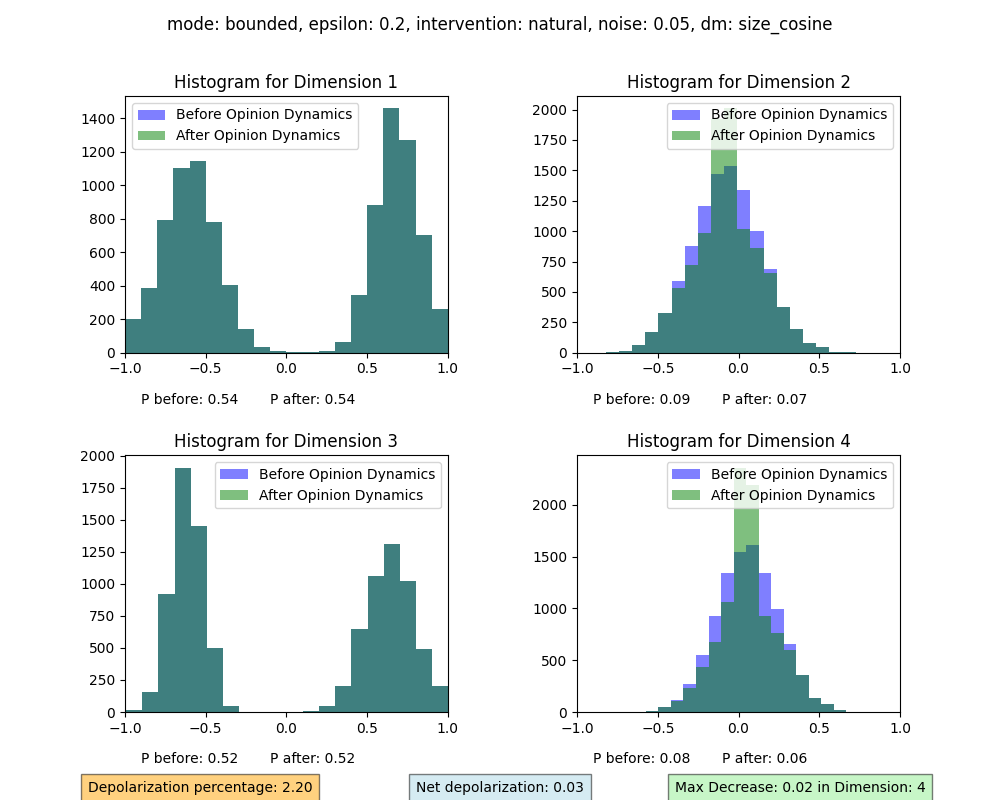 mode: bounded, epsilon: 0.2, intervention: natural, noise: 0.05, dm: size_cosine
Histogram for Dimension 1
Before Opinion Dynamics
After Opinion Dynamics
1400
1200
1000
800
600
400
200
0
−1.0 −0.5 0.0 0.5 1.0
P before: 0.54 P after: 0.54
Histogram for Dimension 2
Before Opinion Dynamics
After Opinion Dynamics
2000
1750
1500
1250
1000
750
500
250
0
−1.0 −0.5 0.0 0.5 1.0
P before: 0.09 P after: 0.07
Histogram for Dimension 3
Before Opinion Dynamics
After Opinion Dynamics
2000
1750
1500
1250
1000
750
500
250
0
−1.0 −0.5 0.0 0.5 1.0
P before: 0.52 P after: 0.52
Histogram for Dimension 4
Before Opinion Dynamics
After Opinion Dynamics
2000
1500
1000
500
0
−1.0 −0.5 0.0 0.5 1.0
P before: 0.08 P after: 0.06
Depolarization percentage: 2.20
Net depolarization: 0.03
Max Decrease: 0.02 in Dimension: 4